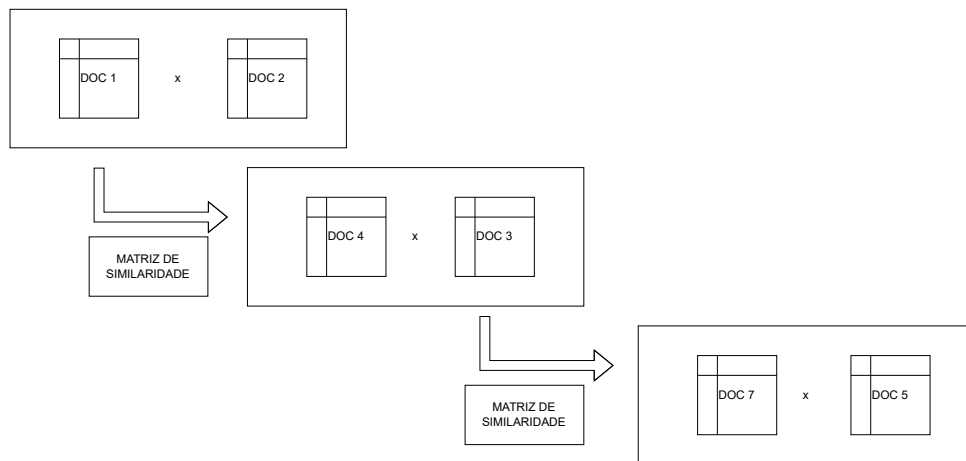 DOC 1 x DOC 2
MATRIZ DE
SIMILARIDADE
DOC 4 x DOC 3
MATRIZ DE
SIMILARIDADE
DOC 7 x DOC 5